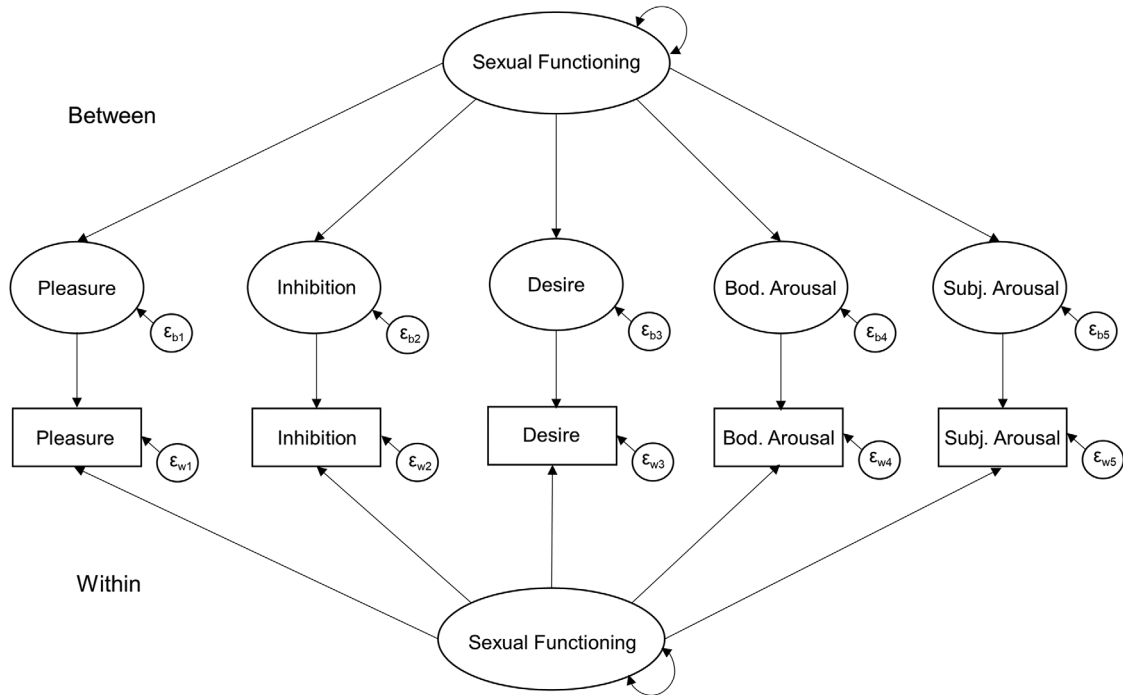 Sexual Functioning
Between
Pleasure
Inhibition
Desire
Bod. Arousal
Subj. Arousal
εb1
εb2
εb3
εb4
εb5
Pleasure
Inhibition
Desire
Bod. Arousal
Subj. Arousal
εw1
εw2
εw3
εw4
εw5
Within
Sexual Functioning